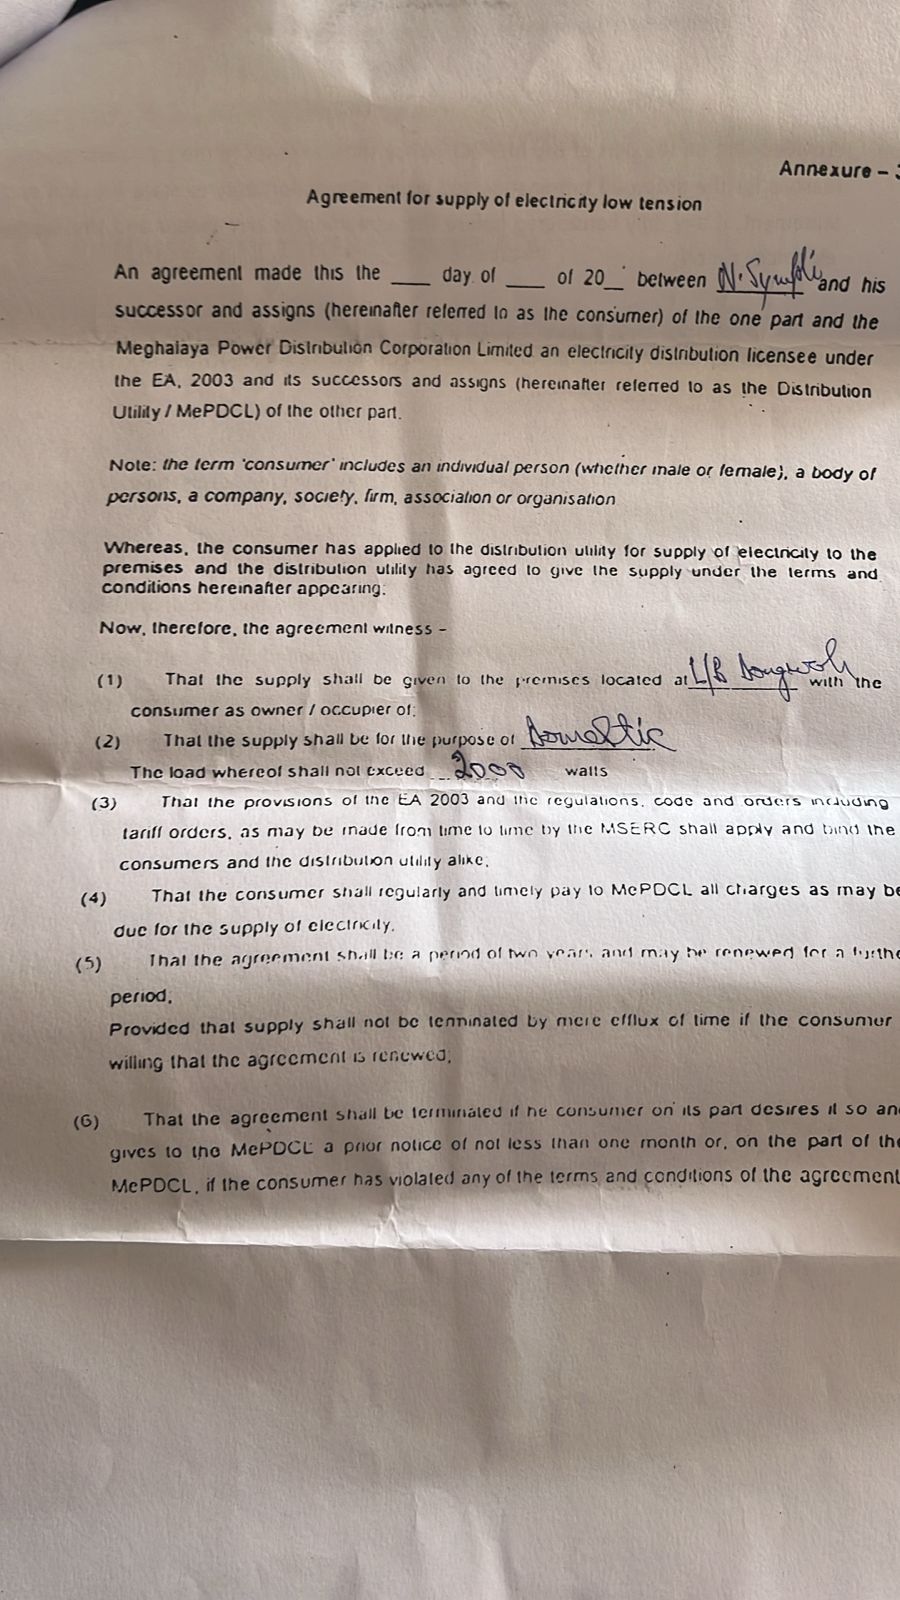 Annexure –
Agreement for supply of electricity low tension
An agreement made this the ___ day of ___ of 20_ between N. and his
successor and assigns (hereinafter referred to as the consumer) of the one part and the
Meghalaya Power Distribution Corporation Limited an electricity distribution licensee under
the EA, 2003 and its successors and assigns (hereinafter referred to as the Distribution
Utility / MePDCL) of the other part.
Note: the term 'consumer' includes an individual person (whether male or female), a body of
persons, a company, society, firm, association or organisation
Whereas, the consumer has applied to the distribution utility for supply of electricity to the
premises and the distribution utility has agreed to give the supply under the terms and
conditions hereinafter appearing:
Now, therefore, the agreement witness –
(1) That the supply shall be given to the premises located at L/B with the
consumer as owner / occupier of:
(2) That the supply shall be for the purpose of Domestic
The load whereof shall not exceed 2000 watts
(3) That the provisions of the EA 2003 and the regulations, code and orders including
tariff orders, as may be made from time to time by the MSERC shall apply and bind the
consumers and the distribution utility alike;
(4) That the consumer shall regularly and timely pay to MePDCL all charges as may be
due for the supply of electricity.
(5) That the agreement shall be a period of two years and may be renewed for a
period;
Provided that supply shall not be terminated by mere efflux of time if the consumer
willing that the agreement is renewed;
(6) That the agreement shall be terminated if he consumer on its part desires it so
gives to the MePDCL a prior notice of not less than one month or, on the part of the
MePDCL, if the consumer has violated any of the terms and conditions of the agreement